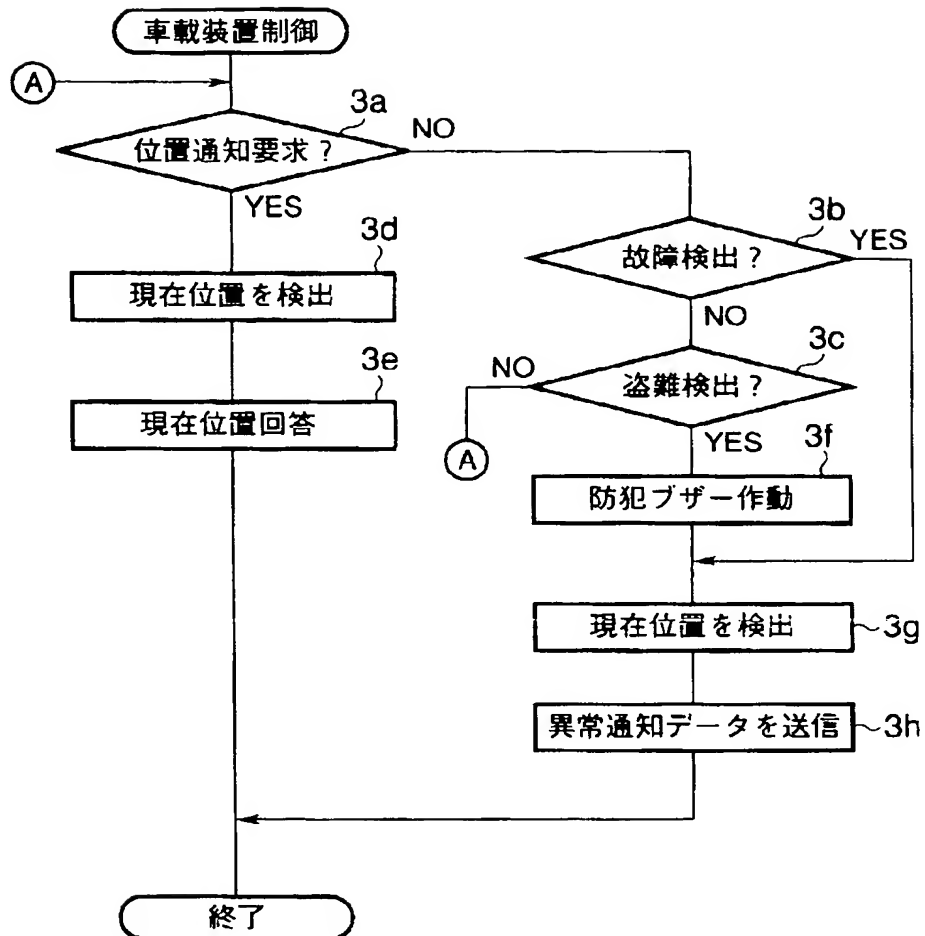 車載装置制御
A
3a
位置通知要求？
NO
YES
3b
故障検出？
YES
NO
3d
現在位置を検出
3c
盗難検出？
NO
YES
A
3e
現在位置回答
3f
防犯ブザー作動
現在位置を検出
3g
異常通知データを送信
3h
終了